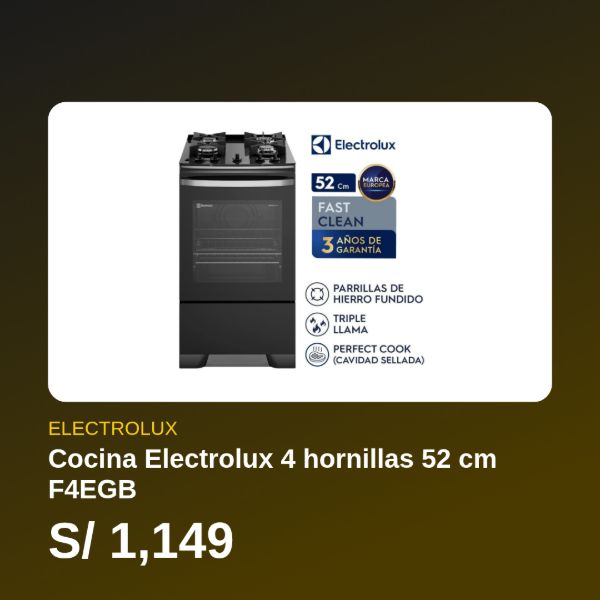 Electrolux
52 Cm
MARCA
EUROPEA
FAST
CLEAN
3 AÑOS DE
GARANTÍA
PARRILLAS DE
HIERRO FUNDIDO
TRIPLE
LLAMA
PERFECT COOK
(CAVIDAD SELLADA)
ELECTROLUX
Cocina Electrolux 4 hornillas 52 cm
F4EGB
S/ 1,149